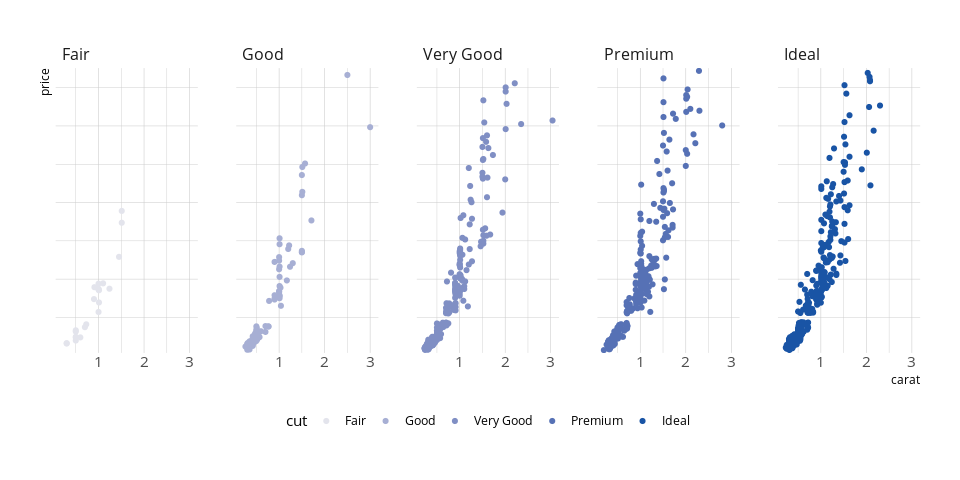 Fair Good Very Good Premium Ideal
price
1 2 3 1 2 3 1 2 3 1 2 3 1 2 3
carat
cut Fair Good Very Good Premium Ideal